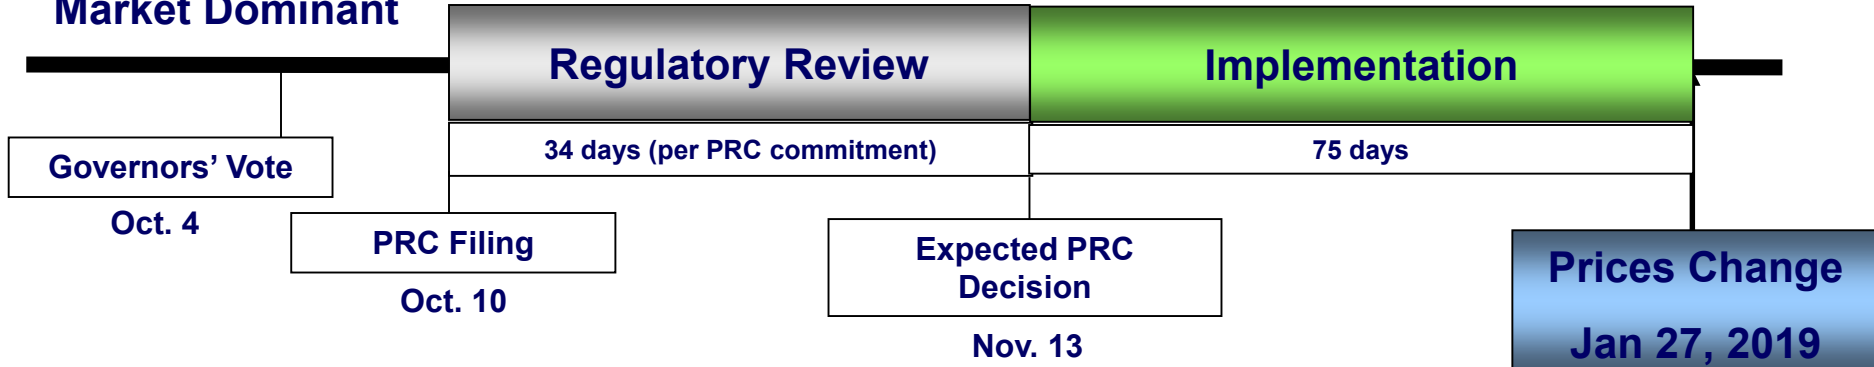 Market Dominant
Regulatory Review
Implementation
34 days (per PRC commitment)
75 days
Governors' Vote
Oct. 4
PRC Filing
Oct. 10
Expected PRC
Decision
Nov. 13
Prices Change
Jan 27, 2019